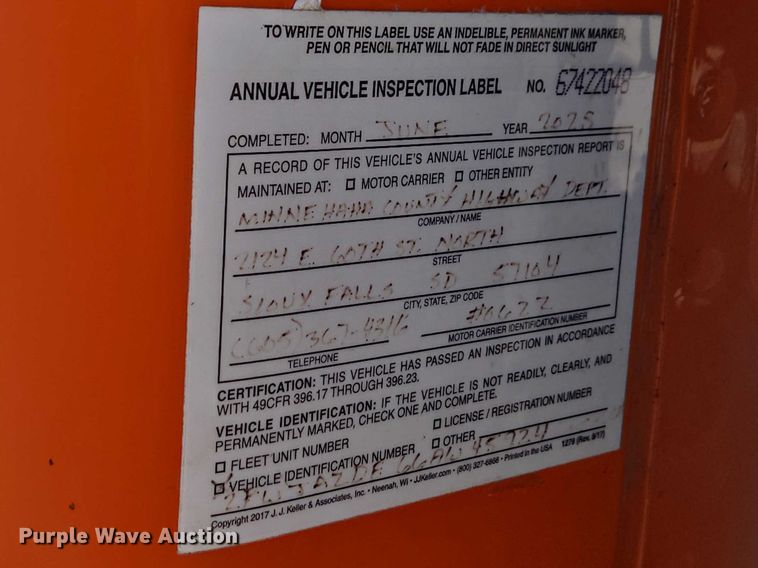 TO WRITE ON THIS LABEL USE AN INDELIBLE, PERMANENT INK MARKER,
PEN OR PENCIL THAT WILL NOT FADE IN DIRECT SUNLIGHT
ANNUAL VEHICLE INSPECTION LABEL NO. 67422048
COMPLETED: MONTH JUNE YEAR 2025
A RECORD OF THIS VEHICLE'S ANNUAL VEHICLE INSPECTION REPORT IS
MAINTAINED AT: ☐ MOTOR CARRIER ☐ OTHER ENTITY
MINNEHAHA COUNTY HIGHWAY DEPT.
COMPANY/NAME
2124 E. 60TH ST. NORTH
STREET
SIOUX FALLS SD 57104
CITY, STATE, ZIP CODE
(605) 367-4316 #0622
TELEPHONE MOTOR CARRIER IDENTIFICATION NUMBER
CERTIFICATION: THIS VEHICLE HAS PASSED AN INSPECTION IN ACCORDANCE
WITH 49CFR 396.17 THROUGH 396.23.
VEHICLE IDENTIFICATION: IF THE VEHICLE IS NOT READILY, CLEARLY, AND
PERMANENTLY MARKED, CHECK ONE AND COMPLETE.
☐ FLEET UNIT NUMBER ☐ LICENSE / REGISTRATION NUMBER
☑ VEHICLE IDENTIFICATION NUMBER ☐ OTHER
Copyright 2017 J. J. Keller & Associates, Inc. • Neenah, WI • JJKeller.com • (800) 327-6868 • Printed in the USA 1279 (Rev. 9/17)
Purple Wave Auction